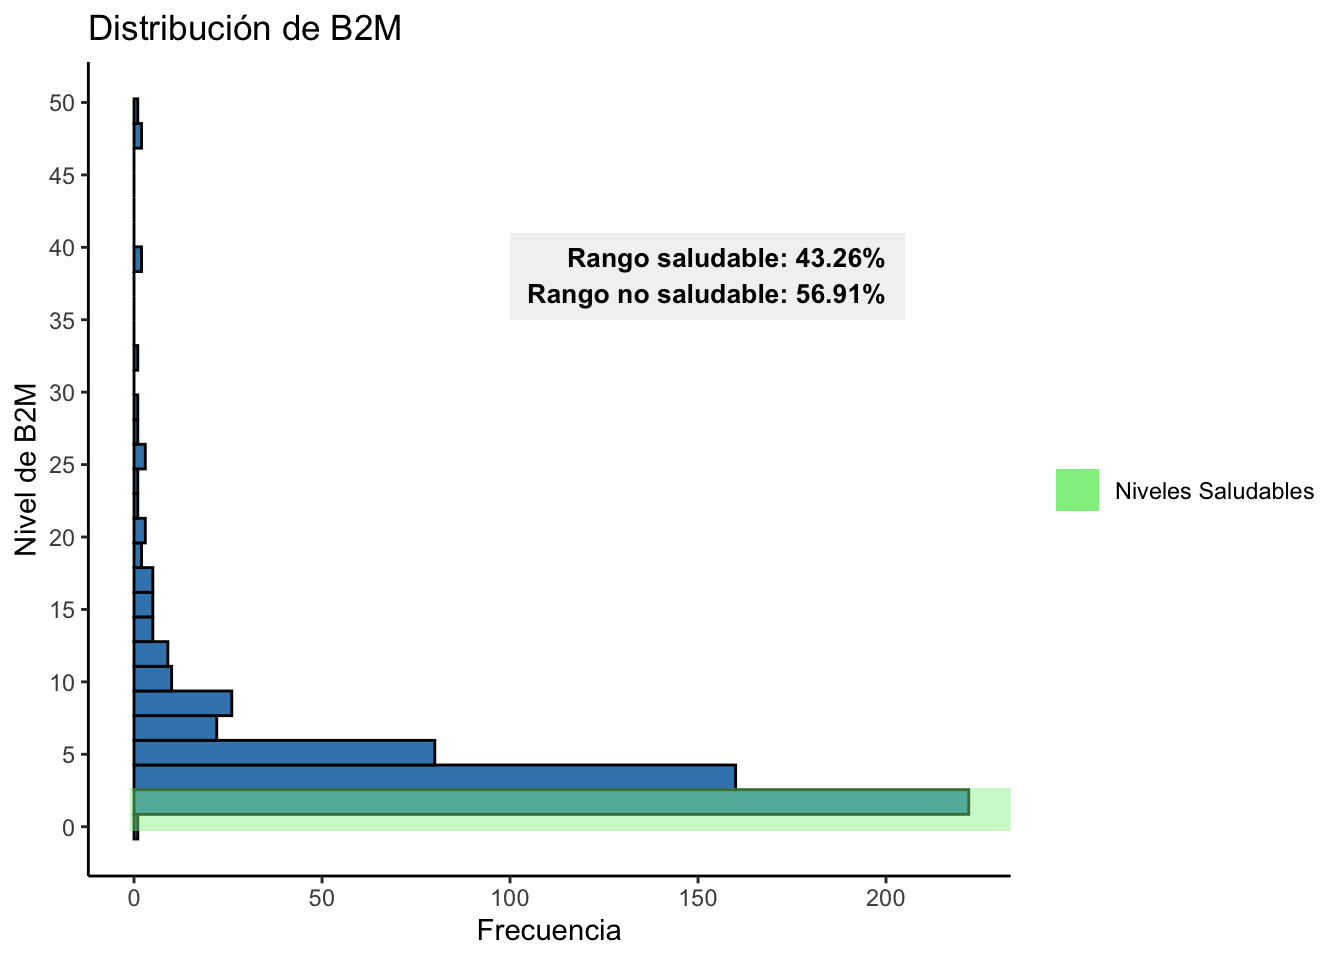 Distribución de B2M
Nivel de B2M
50
45
40
35
30
25
20
15
10
5
0
Rango saludable: 43.26%
Rango no saludable: 56.91%
Niveles Saludables
0
50
100
150
200
Frecuencia